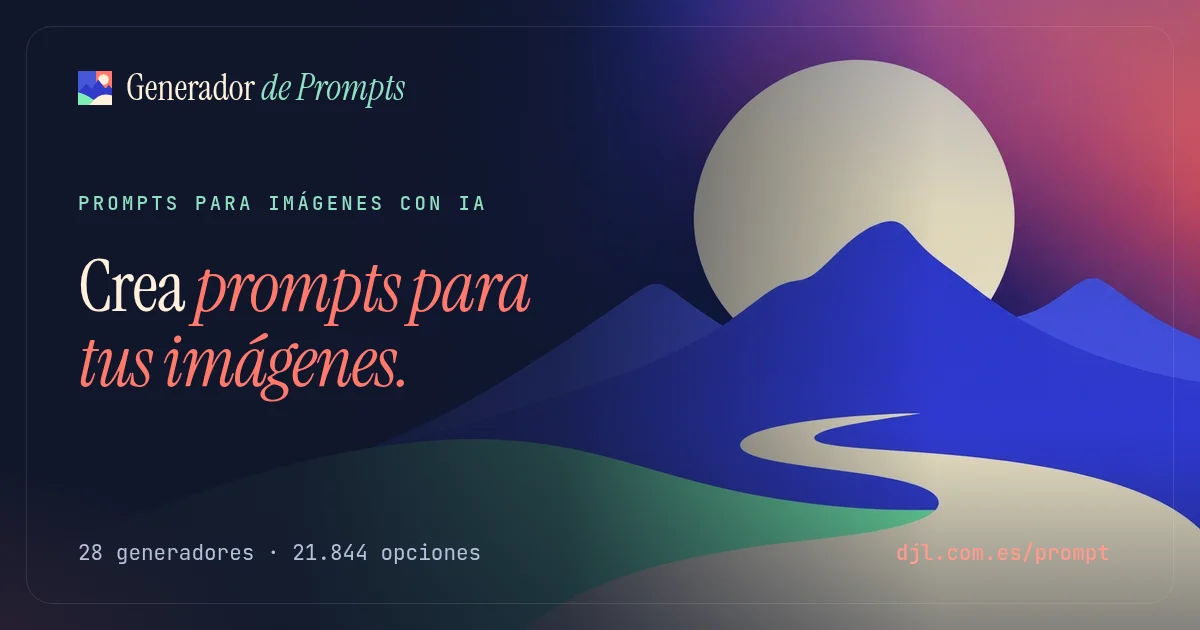 Generador de Prompts
PROMPTS PARA IMÁGENES CON IA
Crea prompts para
tus imágenes.
28 generadores · 21.844 opciones
djl.com.es/prompt